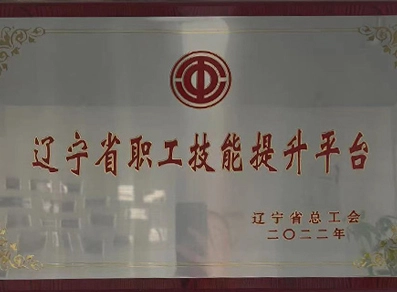 辽宁省职工技能提升平台
辽宁省总工会
二〇二二年